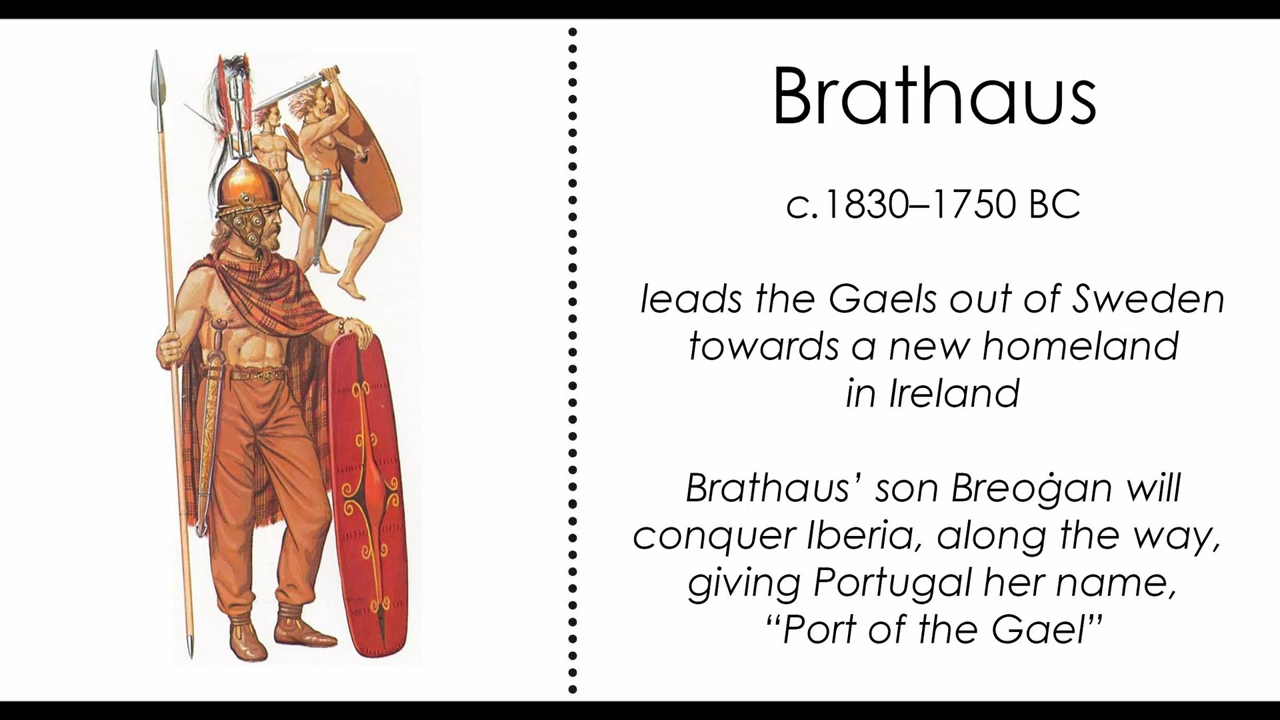 Brathaus
c.1830–1750 BC
leads the Gaels out of Sweden
towards a new homeland
in Ireland
Brathaus’ son Breoġan will
conquer Iberia, along the way,
giving Portugal her name,
“Port of the Gael”